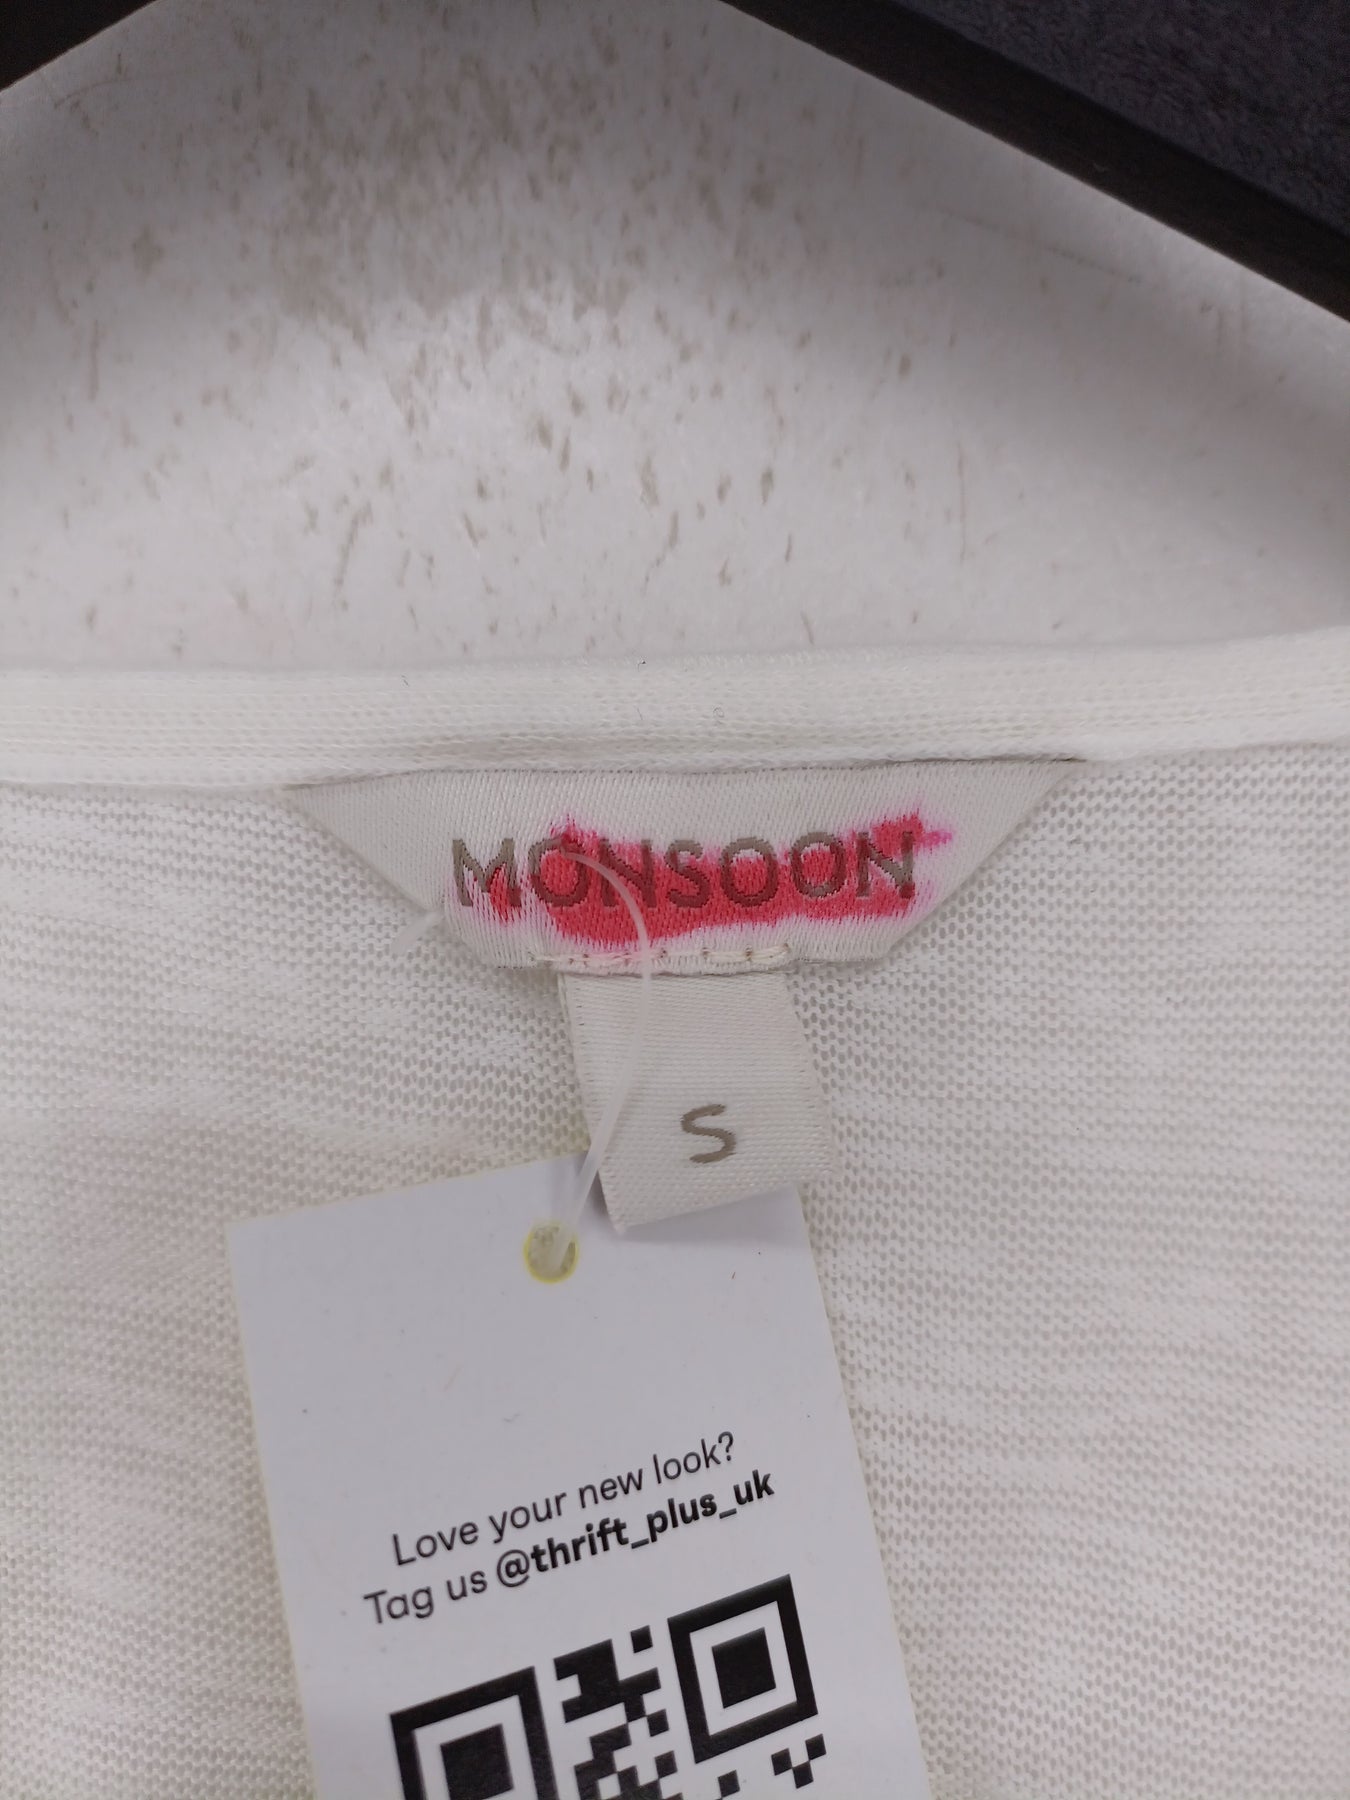 MONSOON
S
Love your new look?
Tag us @thrift_plus_uk